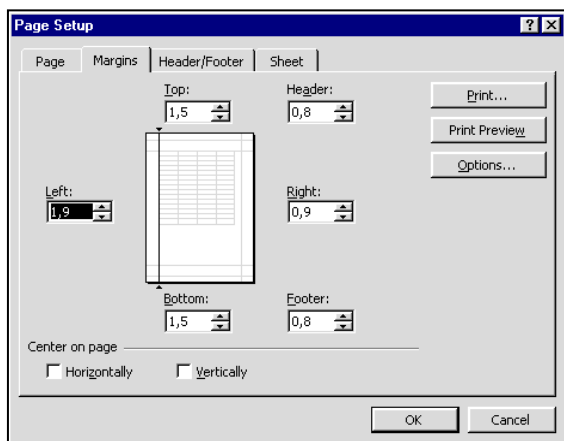 Page Setup
Page Margins Header/Footer Sheet
Top: Header:
1,5 0,8
Print...
Print Preview
Options...
Left: Right:
1,9 0,9
Bottom: Footer:
1,5 0,8
Center on page
Horizontally Vertically
OK Cancel